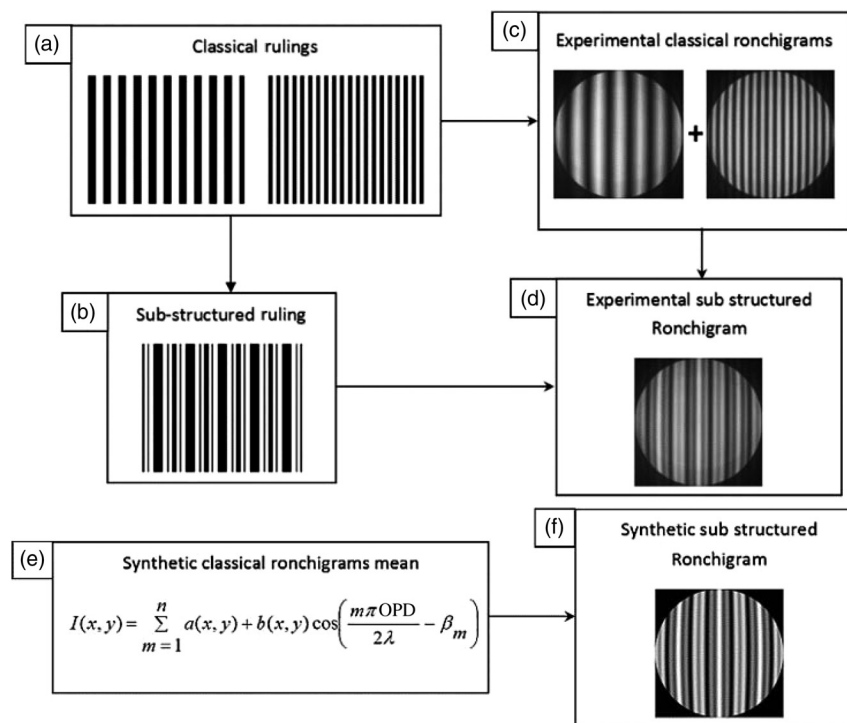 (a)
Classical rulings
(c)
Experimental classical ronchigrams
+
(b)
Sub-structured ruling
(d)
Experimental sub structured
Ronchigram
(e)
Synthetic classical ronchigrams mean
I(x, y) = ∑_{m=1}^{n} a(x, y) + b(x, y) cos(mπOPD/2λ − β_m)
(f)
Synthetic sub structured
Ronchigram